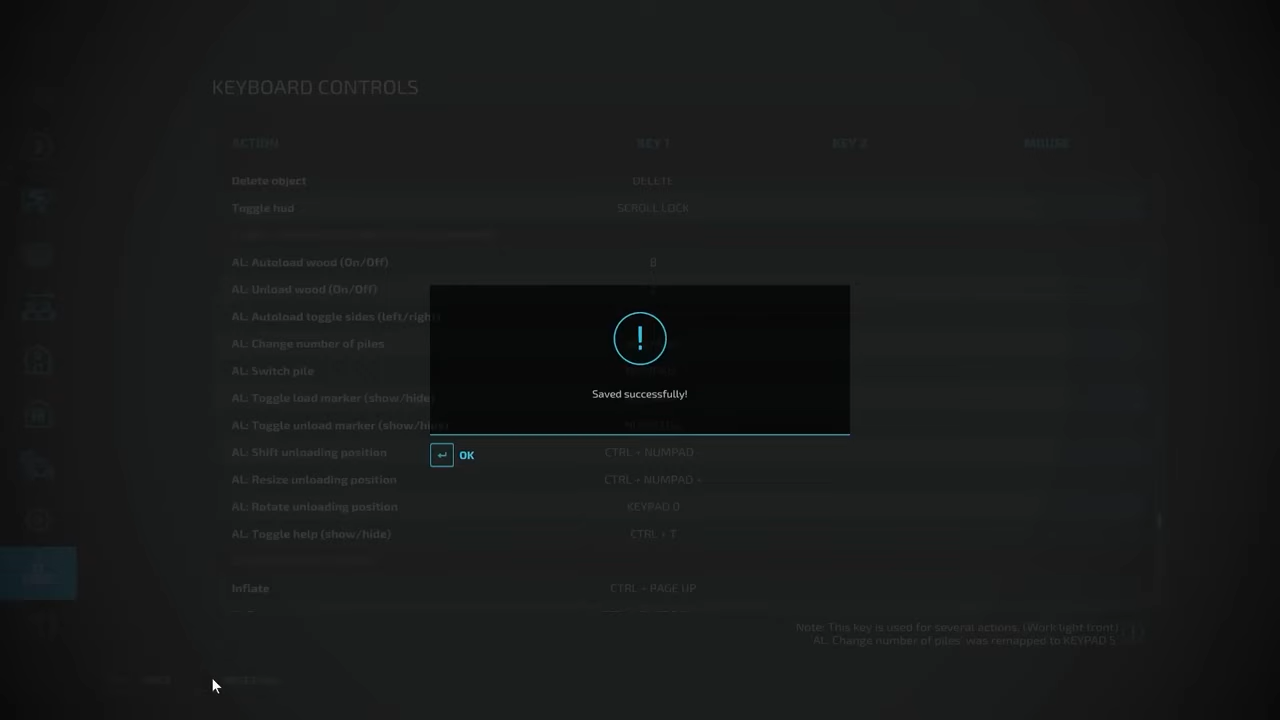 KEYBOARD CONTROLS
ACTION KEY 1 KEY 2 MOUSE
Delete object DELETE
Toggle hud SCROLL LOCK
AL: Autoload wood (On/Off)
AL: Unload wood (On/Off)
AL: Autoload toggle sides (left/right)
AL: Change number of piles
AL: Switch pile
AL: Toggle load marker (show/hide)
AL: Toggle unload marker (show/hide)
Saved successfully!
OK
AL: Shift unloading position CTRL + NUMPAD -
AL: Resize unloading position CTRL + NUMPAD +
AL: Rotate unloading position KEYPAD 0
AL: Toggle help (show/hide) CTRL + T
Inflate CTRL + PAGE UP
Note: This key is used for several actions. (Work light front)
AL: Change number of piles' was remapped to KEYPAD 5